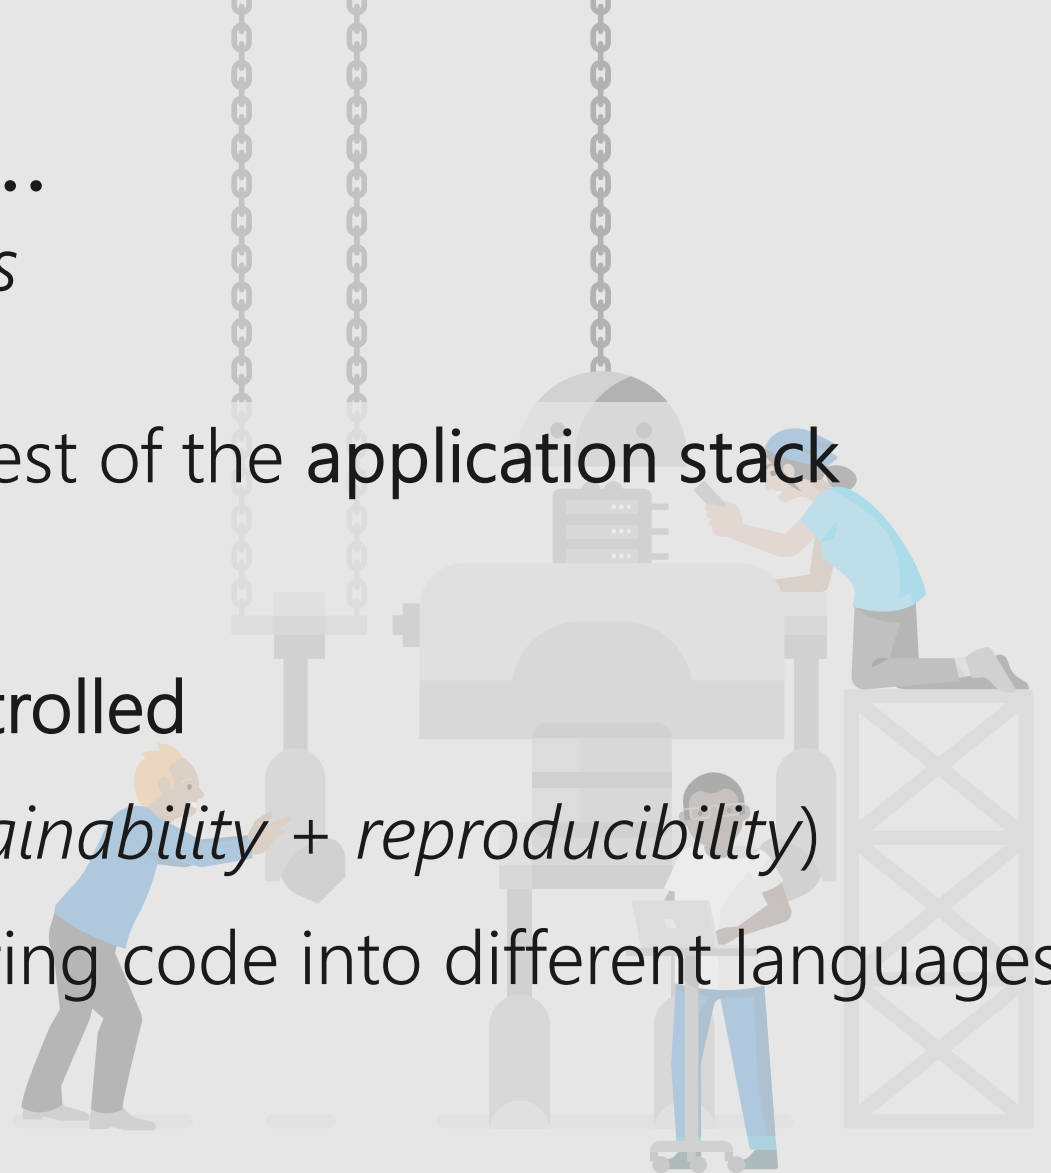 ..
s
est of the application stack
trolled
ainability + reproducibility)
ing code into different languages